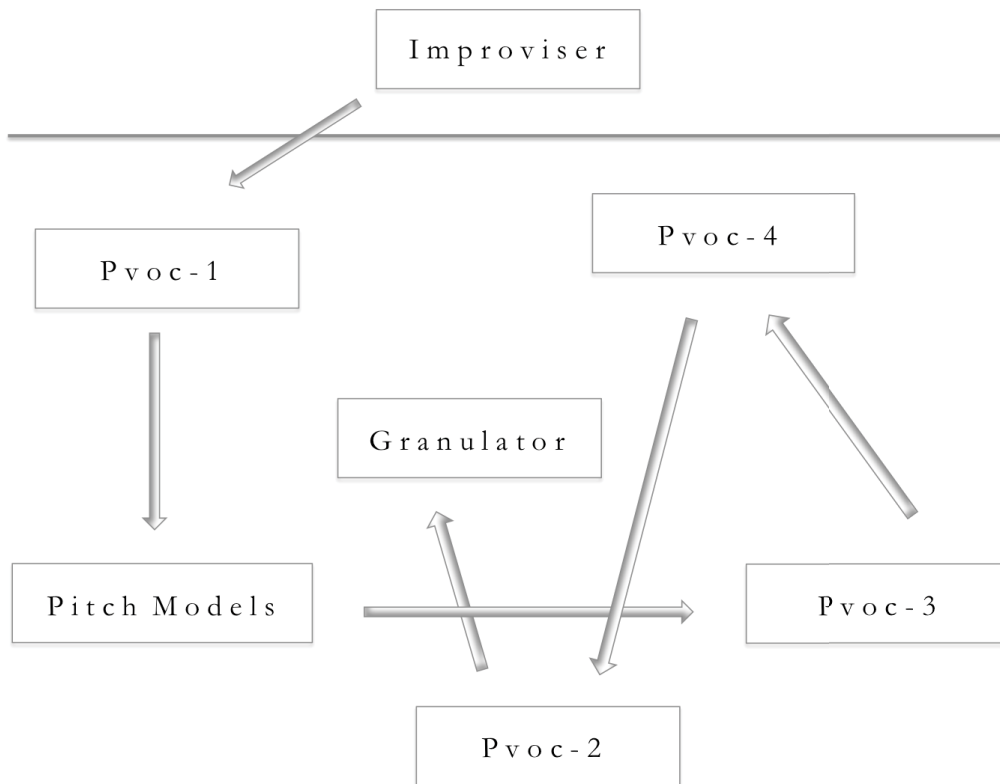 Improviser
Pvoc-4
Pvoc-1
Granulator
Pitch Models
Pvoc-3
Pvoc-2